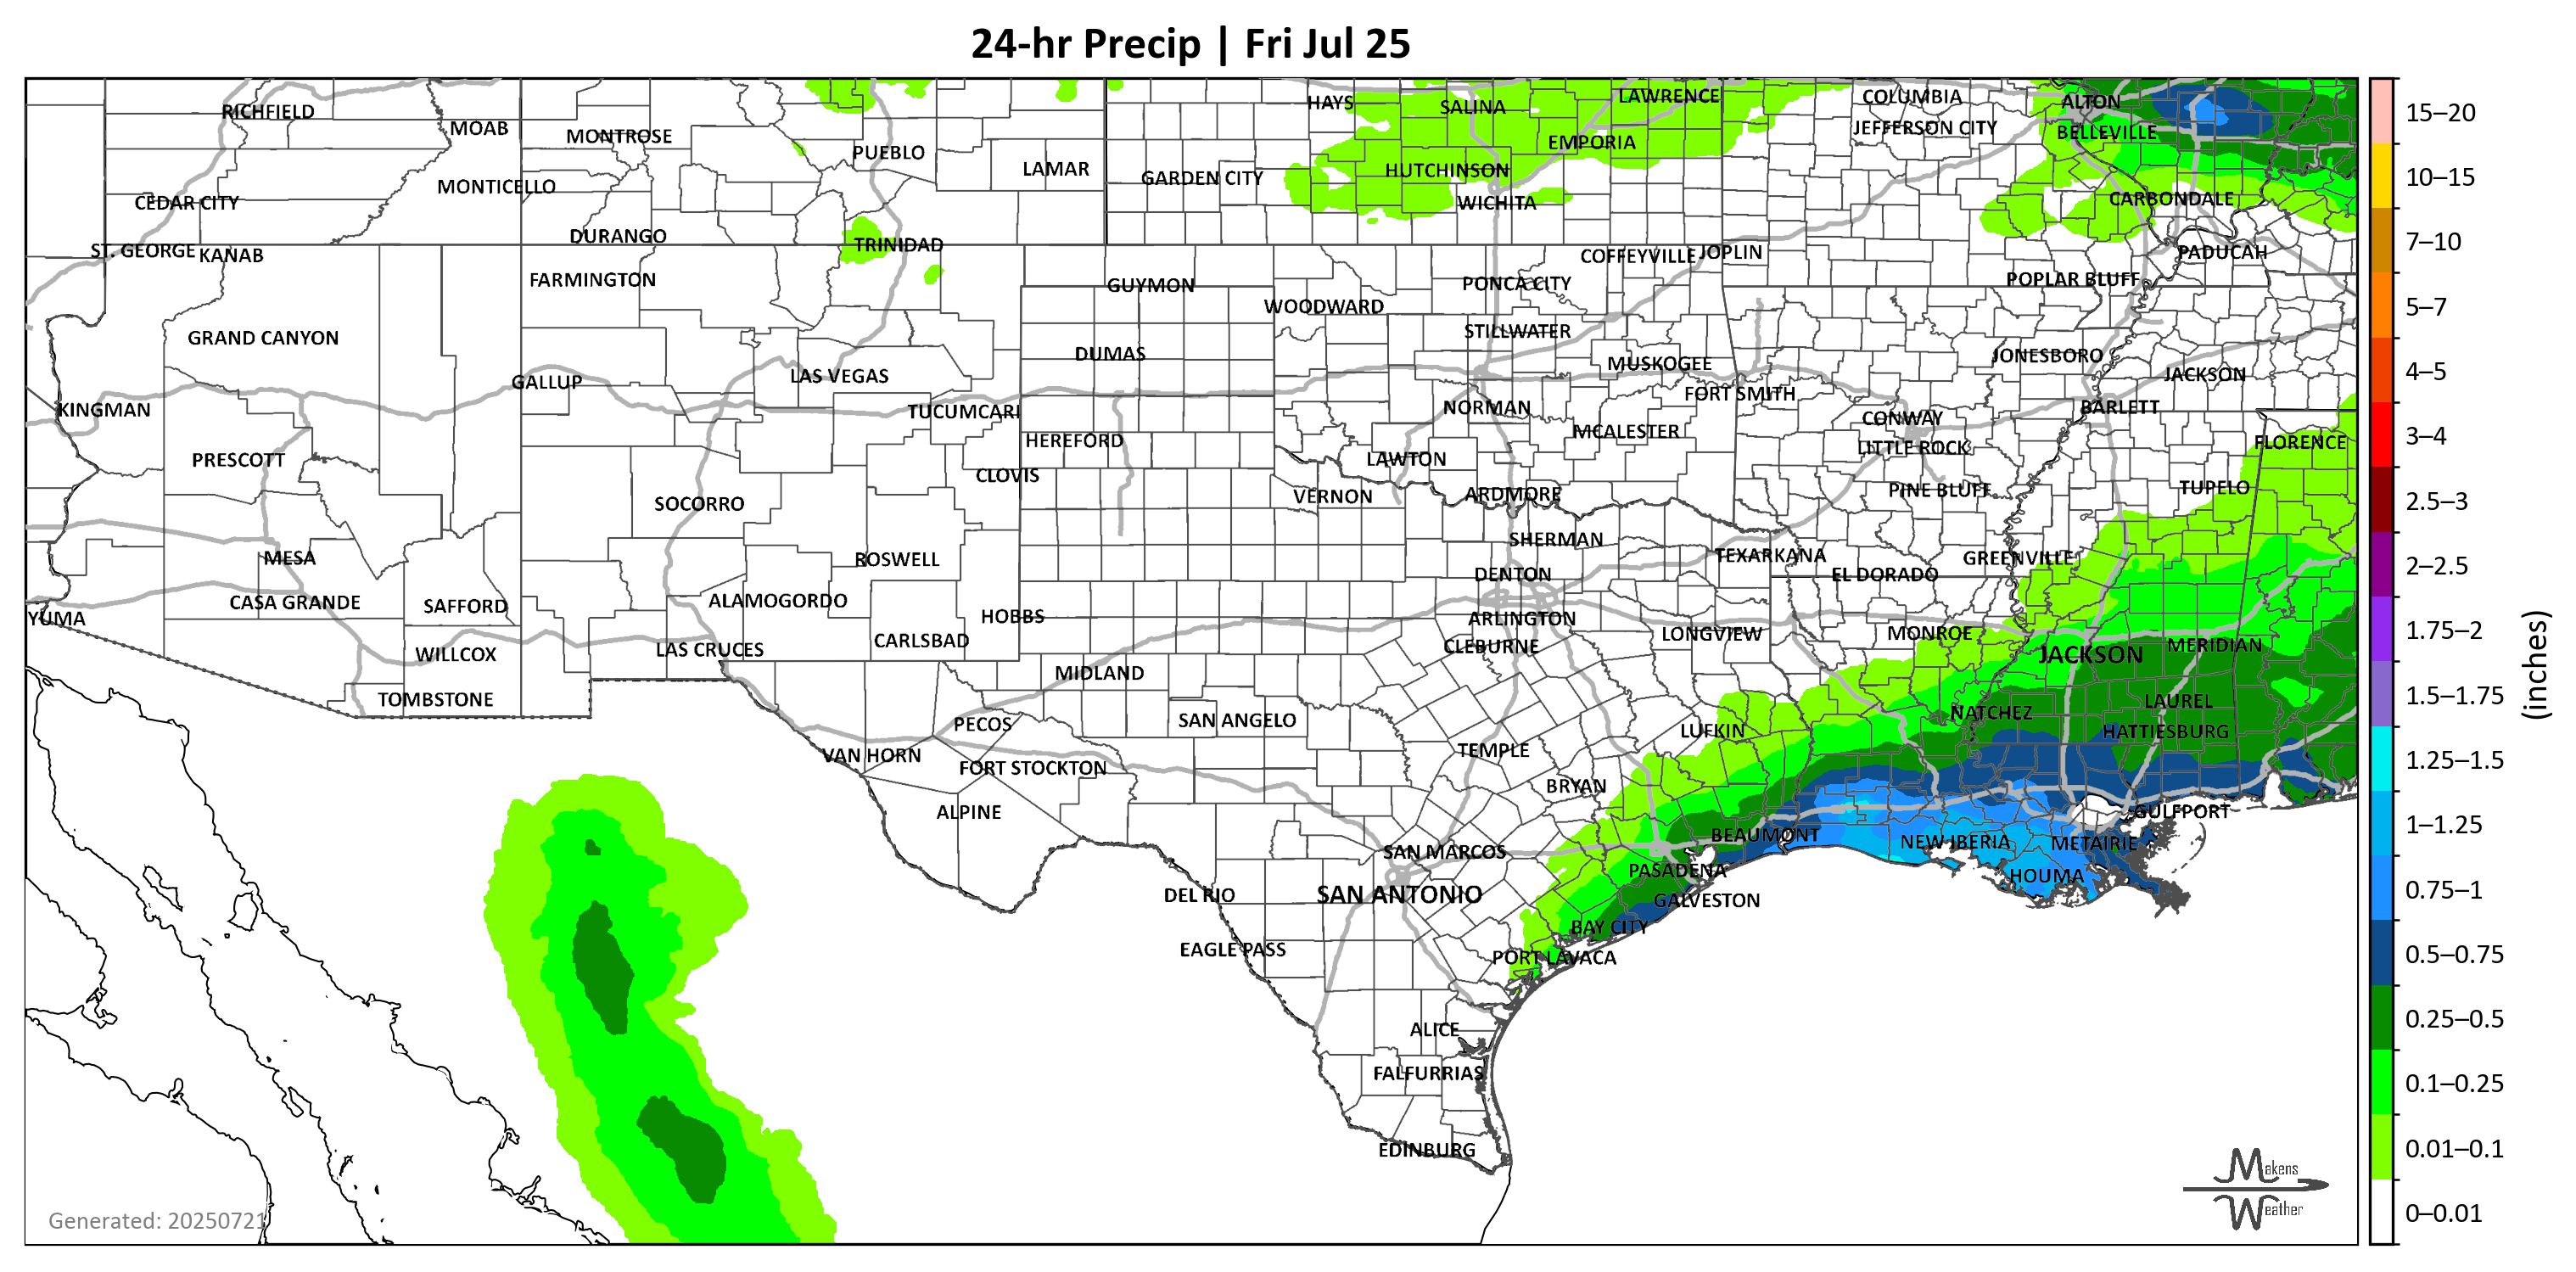 24-hr Precip | Fri Jul 25
RICHFIELD
MOAB
MONTROSE
PUEBLO
LAMAR
GARDEN CITY
HAYS
SALINA
LAWRENCE
EMPORIA
HUTCHINSON
WICHITA
COLUMBIA
JEFFERSON CITY
ALTON
BELLEVILLE
CARBONDALE
CEDAR CITY
MONTICELLO
DURANGO
TRINIDAD
ST. GEORGE
KANAB
FARMINGTON
GUYMON
WOODWARD
PONCA CITY
COFFEYVILLE
JOPLIN
POPLAR BLUFF
PADUCAH
GRAND CANYON
STILLWATER
DUMAS
MUSKOGEE
JONESBORO
JACKSON
GALLUP
LAS VEGAS
KINGMAN
TUCUMCARI
NORMAN
FORT SMITH
CONWAY
BARLETT
HEREFORD
MCALESTER
LITTLE ROCK
FLORENCE
PRESCOTT
CLOVIS
LAWTON
SOCORRO
VERNON
ARDMORE
PINE BLUFF
TUPELO
MESA
ROSWELL
SHERMAN
TEXARKANA
GREENVILLE
DENTON
EL DORADO
CASA GRANDE
SAFFORD
ALAMOGORDO
HOBBS
ARLINGTON
YUMA
CARLSBAD
CLEBURNE
LONGVIEW
MONROE
JACKSON
MERIDIAN
WILLCOX
LAS CRUCES
MIDLAND
TOMBSTONE
PECOS
SAN ANGELO
LUFKIN
NATCHEZ
LAUREL
HATTIESBURG
VAN HORN
FORT STOCKTON
TEMPLE
BRYAN
ALPINE
BEAUMONT
GULFPORT
SAN MARCOS
NEW IBERIA
METAIRIE
PASADENA
HOUMA
DEL RIO
SAN ANTONIO
GALVESTON
BAY CITY
EAGLE PASS
PORT LAVACA
ALICE
FALFURRIAS
EDINBURG
Generated: 20250721
Makens
Weather
15–20
10–15
7–10
5–7
4–5
3–4
2.5–3
2–2.5
1.75–2
1.5–1.75
1.25–1.5
1–1.25
0.75–1
0.5–0.75
0.25–0.5
0.1–0.25
0.01–0.1
0–0.01
(inches)